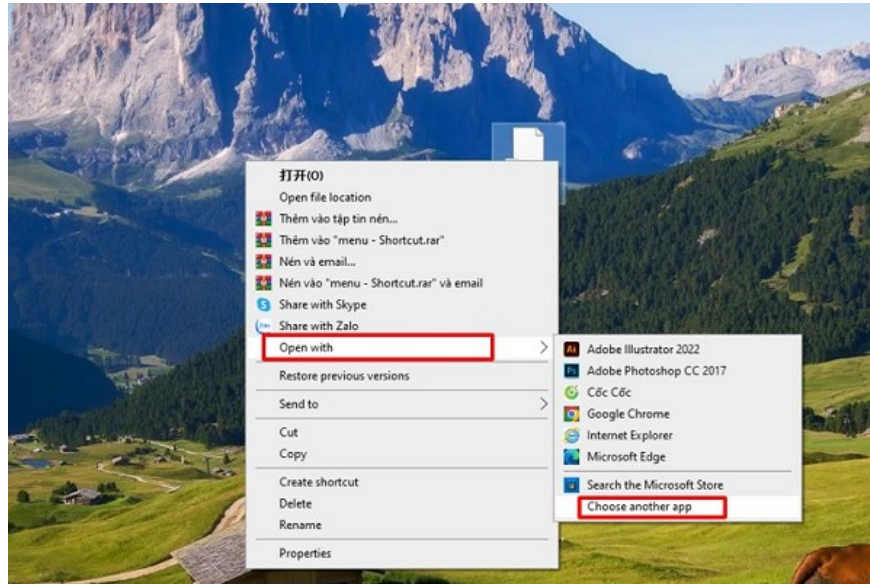 打开(O)
Open file location
Thêm vào tập tin nén...
Thêm vào "menu - Shortcut.rar"
Nén và email...
Nén vào "menu - Shortcut.rar" và email
Share with Skype
Share with Zalo
Open with
Restore previous versions
Send to
Cut
Copy
Create shortcut
Delete
Rename
Properties
Adobe Illustrator 2022
Adobe Photoshop CC 2017
Cốc Cốc
Google Chrome
Internet Explorer
Microsoft Edge
Search the Microsoft Store
Choose another app